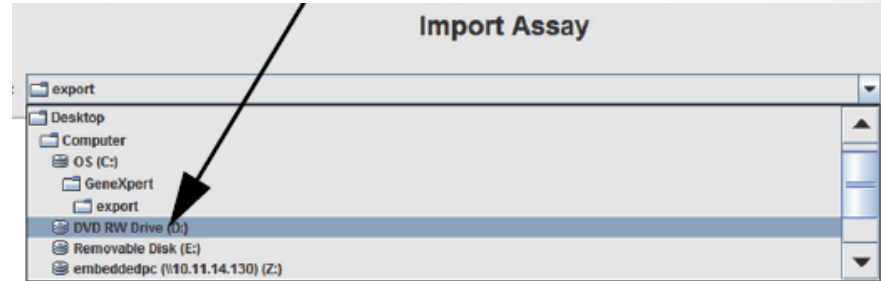 Import Assay
: export
Desktop
Computer
OS (C:)
GeneXpert
export
DVD RW Drive (D:)
Removable Disk (E:)
embeddedpc (\\10.11.14.130) (Z:)